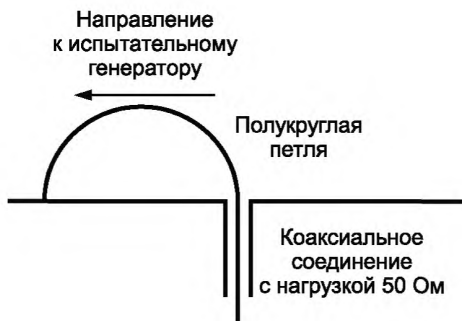 Направление
к испытательному
генератору
Полукруглая
петля
Коаксиальное
соединение
с нагрузкой 50 Ом